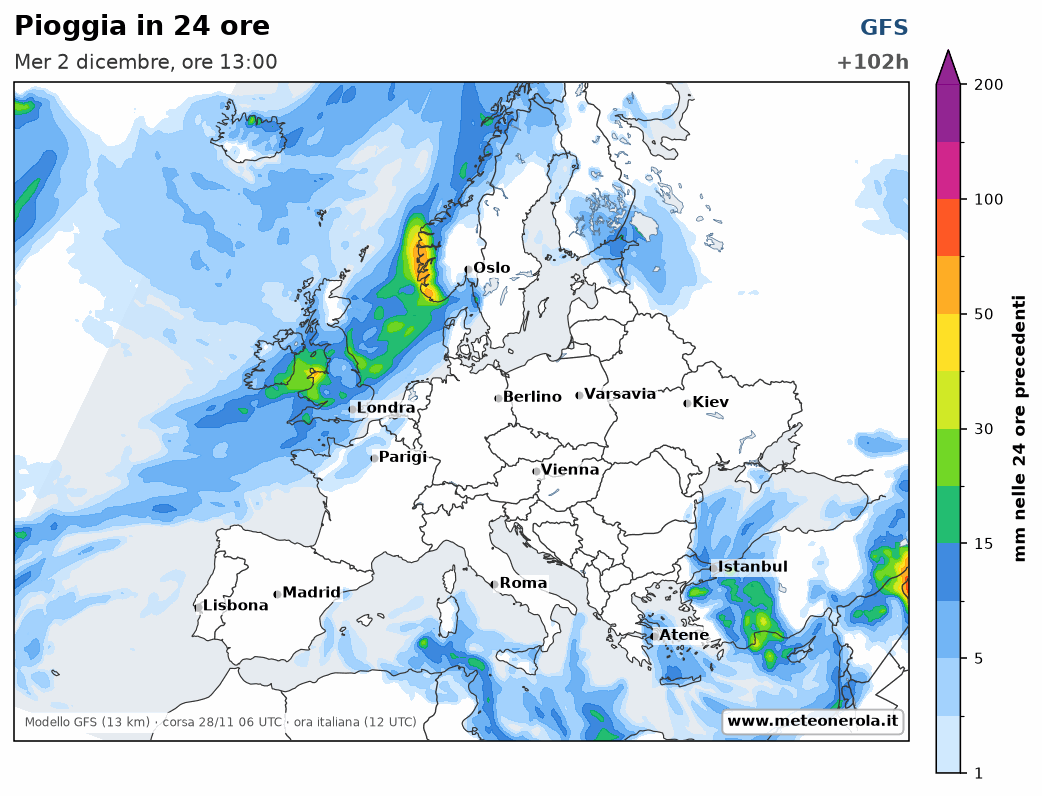 Pioggia in 24 ore
GFS
Mer 2 dicembre, ore 13:00
+102h
200
100
50
30
15
5
1
mm nelle 24 ore precedenti
Oslo
Berlino
Varsavia
Kiev
Londra
Parigi
Vienna
Istanbul
Roma
Madrid
Lisbona
Atene
Modello GFS (13 km) · corsa 28/11 06 UTC · ora italiana (12 UTC)
www.meteonerola.it